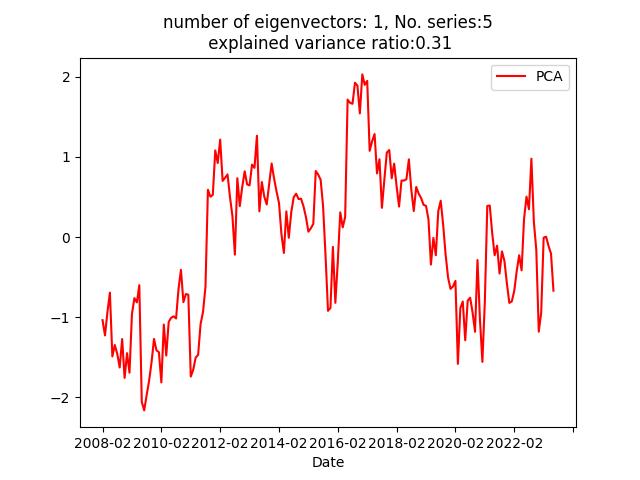 number of eigenvectors: 1, No. series:5
explained variance ratio:0.31
PCA
2
1
0
−1
−2
2008-02 2010-02 2012-02 2014-02 2016-02 2018-02 2020-02 2022-02
Date